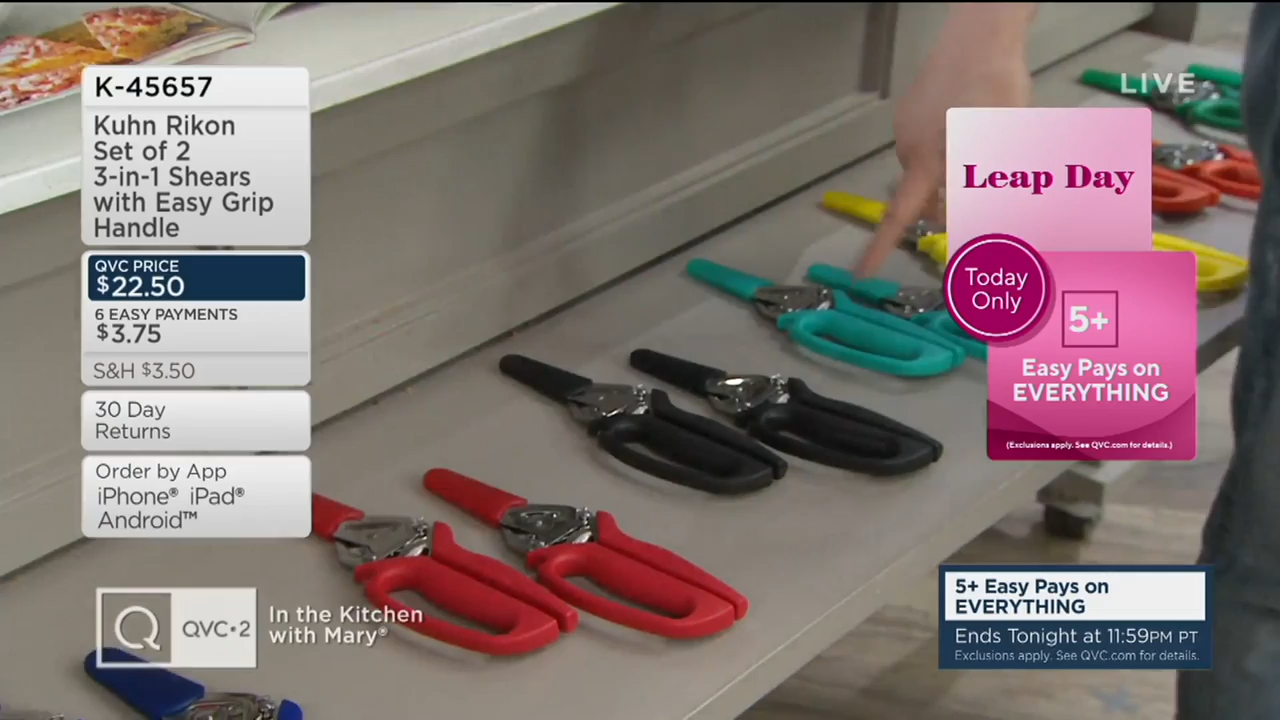 K-45657
Kuhn Rikon
Set of 2
3-in-1 Shears
with Easy Grip
Handle
QVC PRICE
$22.50
6 EASY PAYMENTS
$3.75
S&H $3.50
30 Day
Returns
Order by App
iPhone® iPad®
Android™
Q QVC•2
In the Kitchen
with Mary®
LIVE
Leap Day
Today
Only
5+
Easy Pays on
EVERYTHING
(Exclusions apply. See QVC.com for details.)
5+ Easy Pays on
EVERYTHING
Ends Tonight at 11:59PM PT
Exclusions apply. See QVC.com for details.